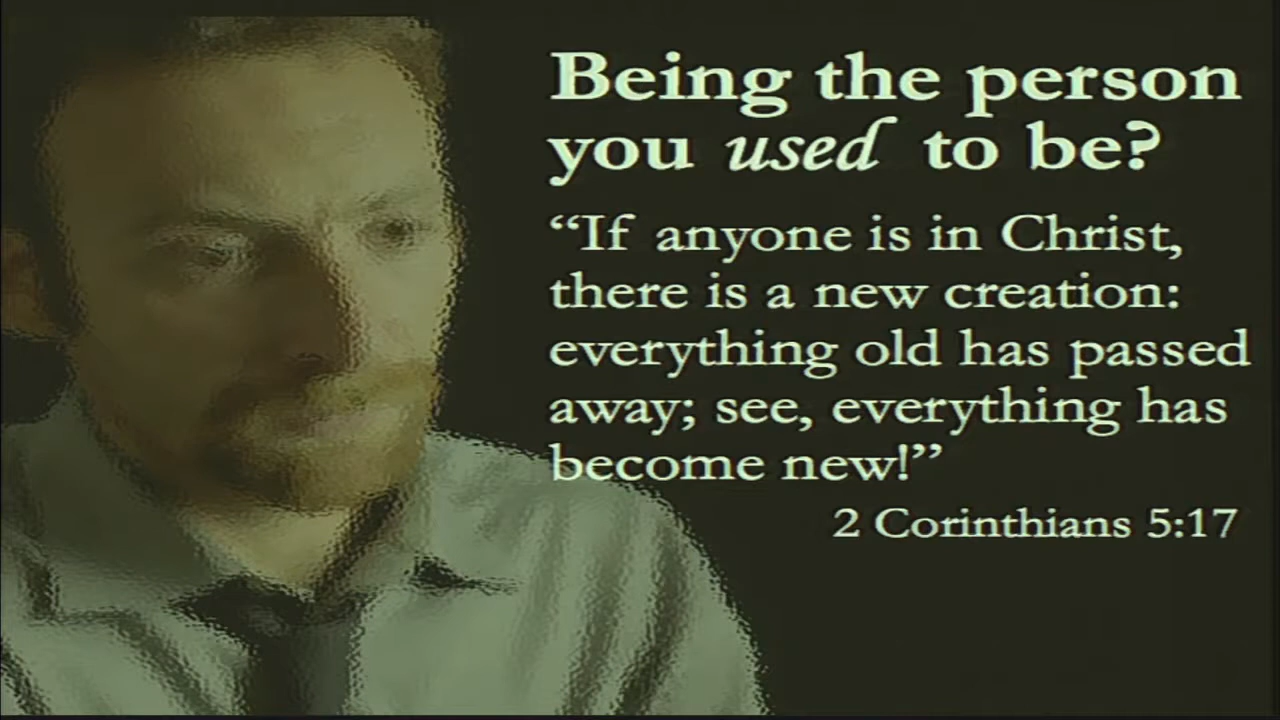 Being the person
you used to be?
“If anyone is in Christ,
there is a new creation:
everything old has passed
away; see, everything has
become new!”
2 Corinthians 5:17